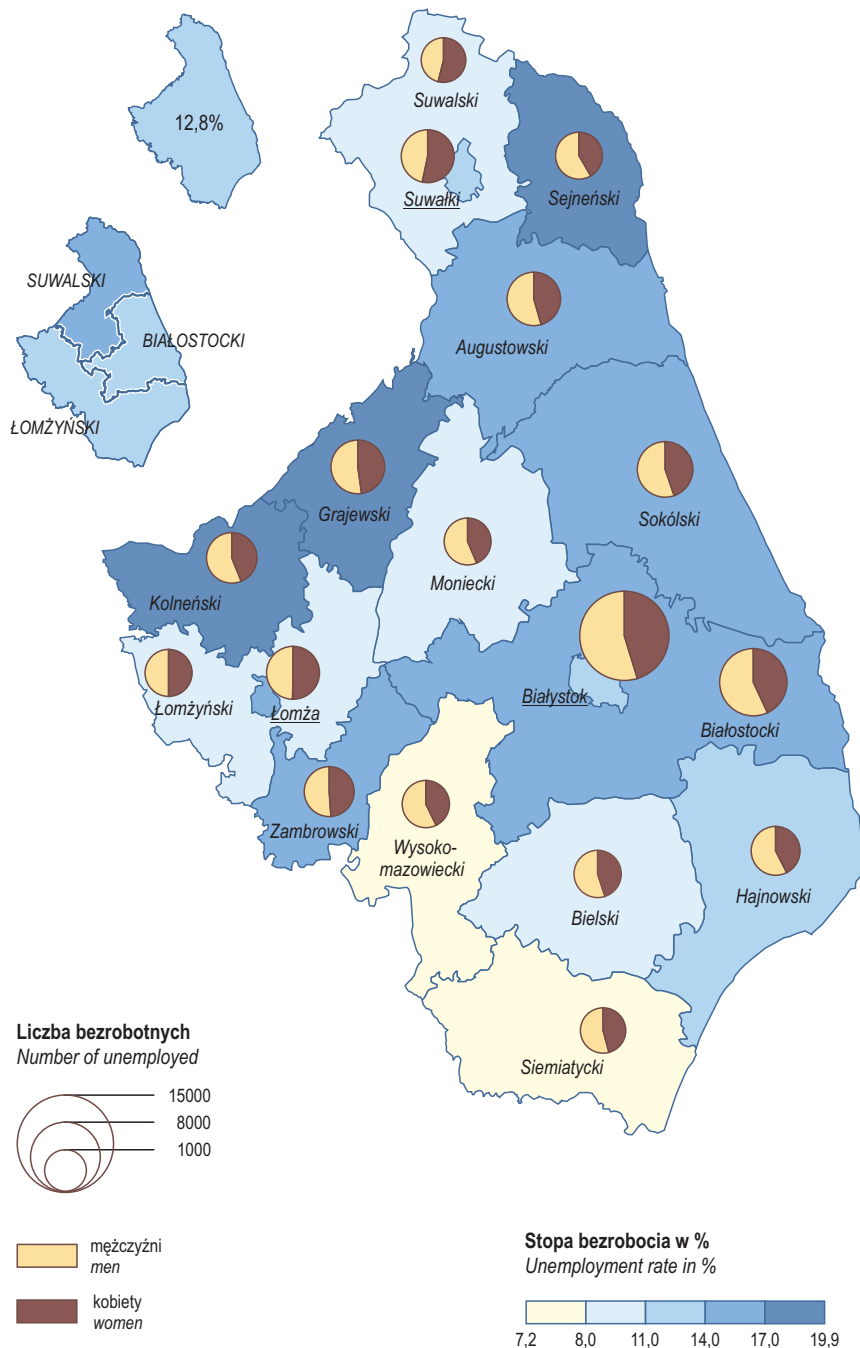 12,8%
SUWALSKI
BIAŁOSTOCKI
ŁOMŻYŃSKI
Suwalski
Suwałki
Sejneński
Augustowski
Grajewski
Sokólski
Moniecki
Kolneński
Łomżyński
Łomża
Białystok
Białostocki
Zambrowski
Wysoko-
mazowiecki
Bielski
Hajnowski
Siemiatycki
Liczba bezrobotnych
Number of unemployed
15000
8000
1000
mężczyźni
men
kobiety
women
Stopa bezrobocia w %
Unemployment rate in %
7,2 8,0 11,0 14,0 17,0 19,9